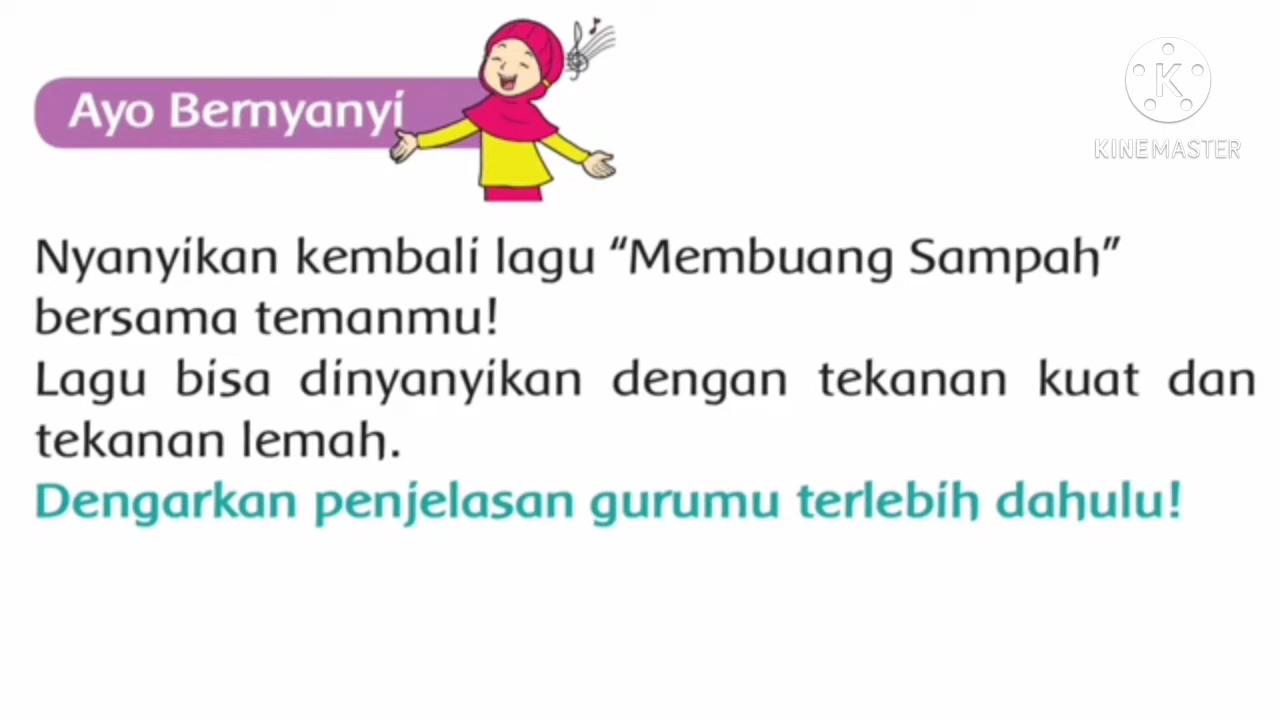 Ayo Bernyanyi
K
KINEMASTER
Nyanyikan kembali lagu “Membuang Sampah”
bersama temanmu!
Lagu bisa dinyanyikan dengan tekanan kuat dan
tekanan lemah.
Dengarkan penjelasan gurumu terlebih dahulu!